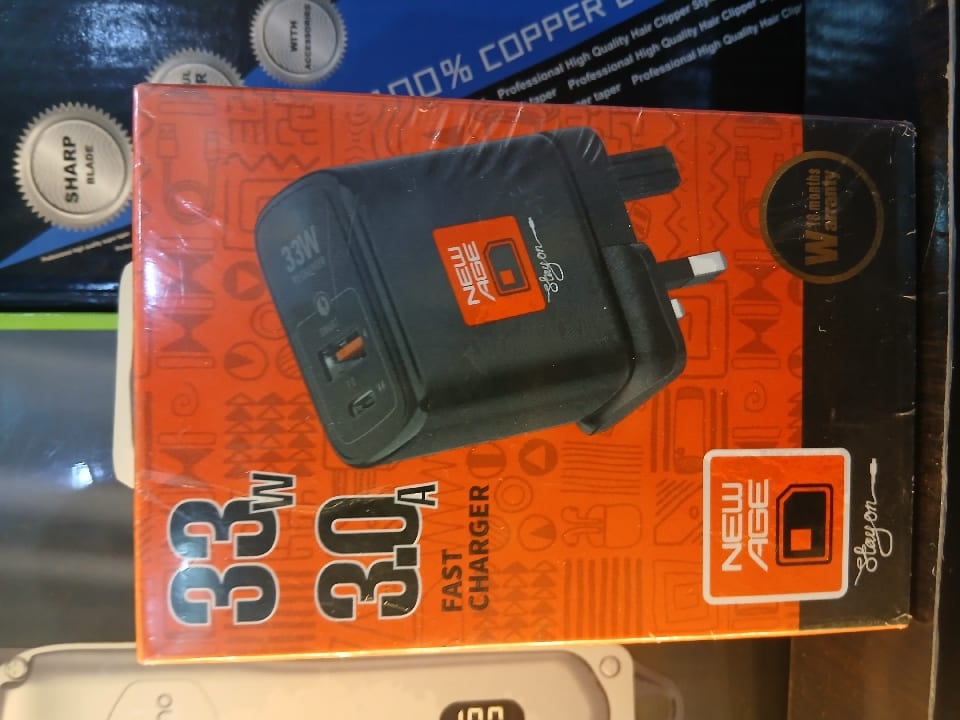 33W
3.0A
FAST
CHARGER
NEW
AGE
Stay on
33W
NEW
AGE
Stay on
Warranty
SHARP
BLADE
WITH
ACCESSORIES
100% COPPER
Professional High Quality Hair Clipper
Professional High Quality Hair Clipper
Professional High Quality Hair
taper